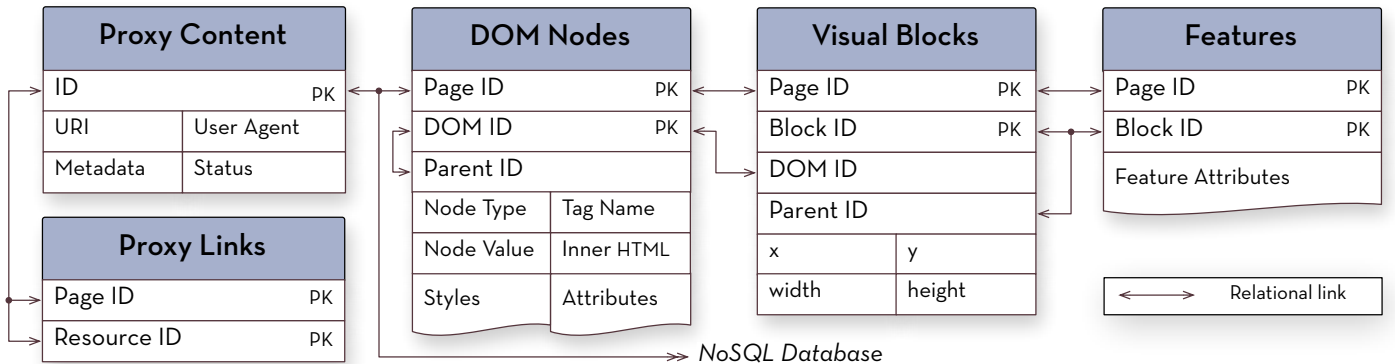 Proxy Content
ID PK
URI User Agent
Metadata Status
Proxy Links
Page ID PK
Resource ID PK
DOM Nodes
Page ID PK
DOM ID PK
Parent ID
Node Type Tag Name
Node Value Inner HTML
Styles Attributes
NoSQL Database
Visual Blocks
Page ID PK
Block ID PK
DOM ID
Parent ID
x y
width height
Features
Page ID PK
Block ID PK
Feature Attributes
Relational link